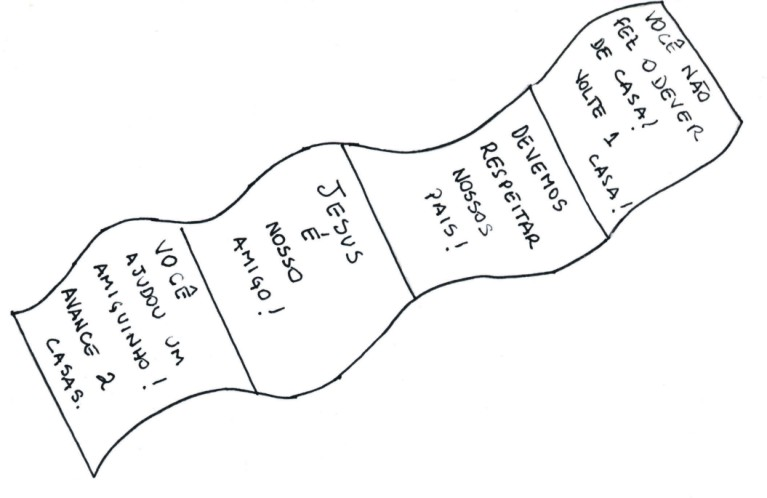 VOCÊ
AJUDOU UM
AMIGUINHO!
AVANCE 2
CASAS.
JESUS
É
NOSSO
AMIGO!
DEVEMOS
RESPEITAR
NOSSOS
PAIS!
VOCÊ NÃO
FEZ O DEVER
DE CASA?
VOLTE 1
CASA!